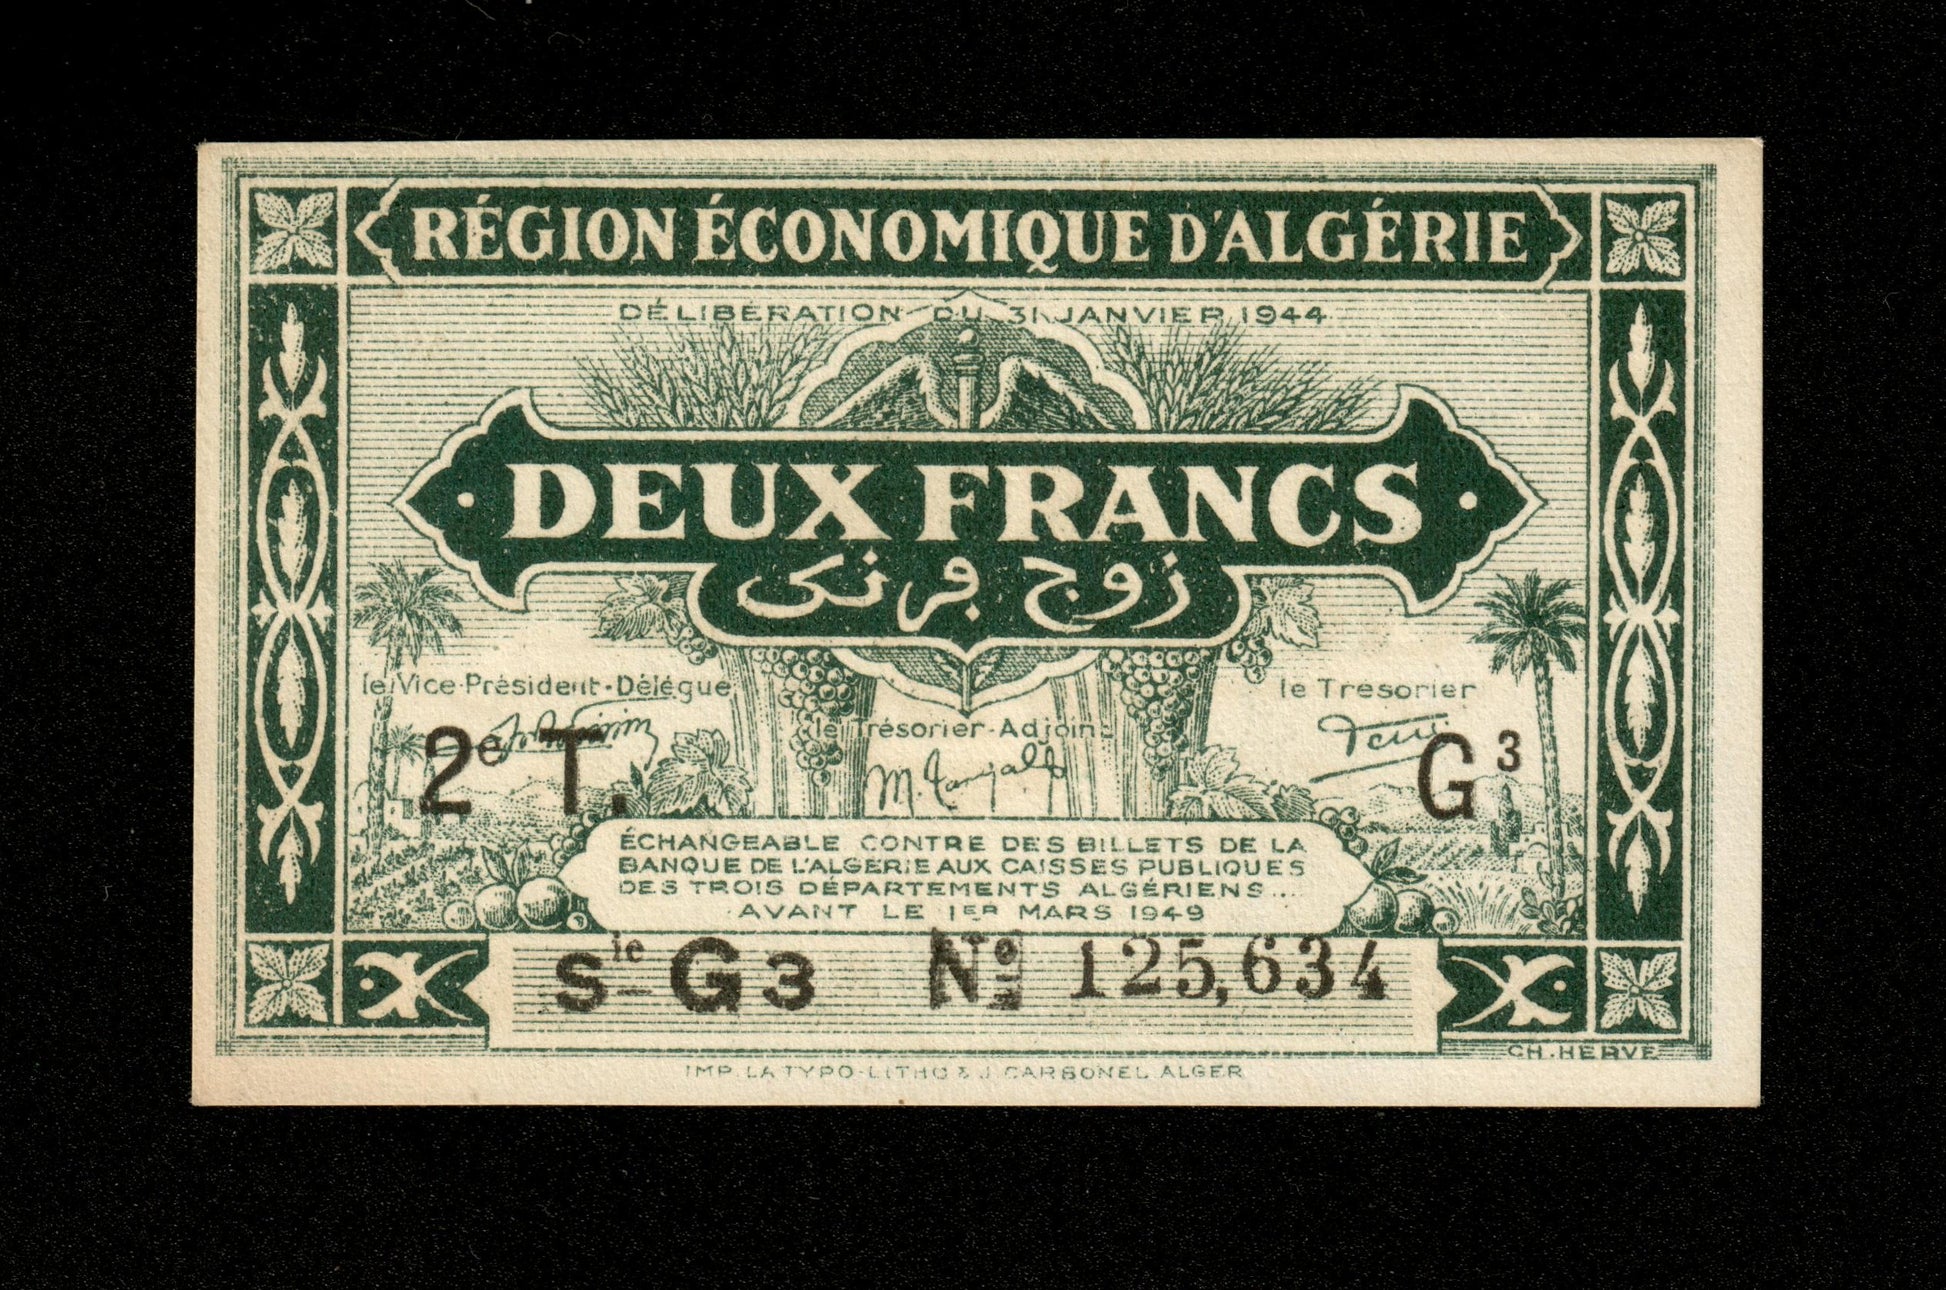 RÉGION ÉCONOMIQUE D'ALGÉRIE
DÉLIBÉRATION DU 31 JANVIER 1944
DEUX FRANCS
زوج فرنك
le Vice-Président-Délégue
le Trésorier
le Trésorier-Adjoint
2e T.
G3
ÉCHANGEABLE CONTRE DES BILLETS DE LA
BANQUE DE L'ALGERIE AUX CAISSES PUBLIQUES
DES TROIS DÉPARTEMENTS ALGÉRIENS...
AVANT LE 1ER MARS 1949
Sie G3 No 125,634
CH. HERVE
IMP. LA TYPO-LITHO & J. CARBONEL. ALGER